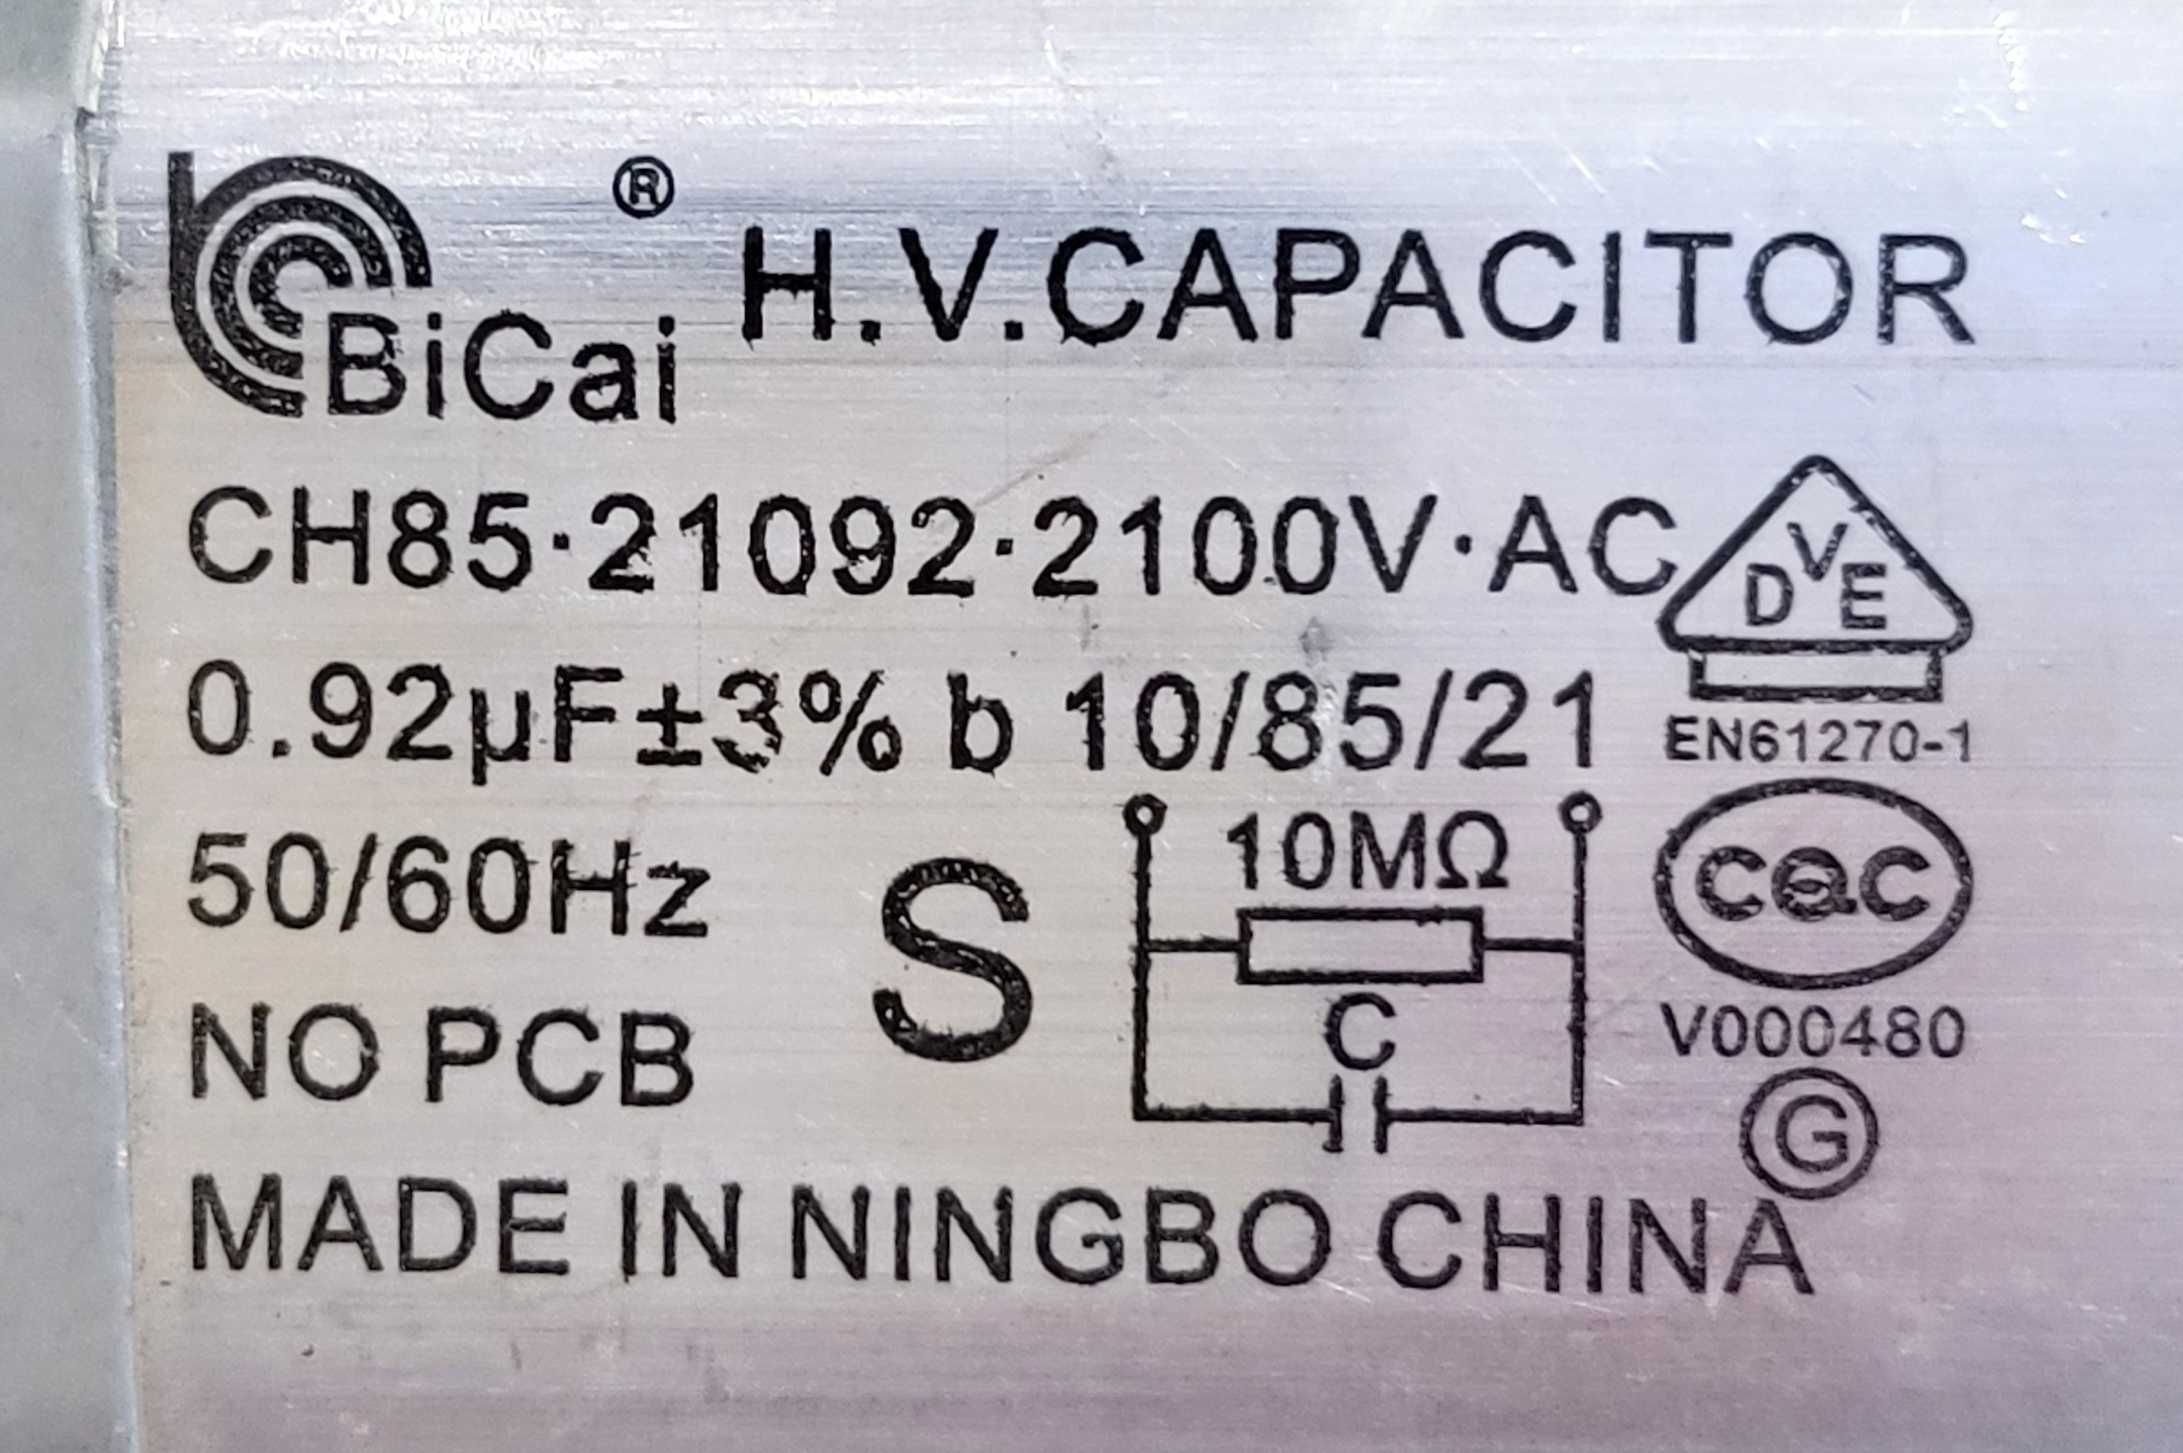 BiCai ® H.V.CAPACITOR
CH85·21092·2100V·AC
DVE
0.92µF±3% b 10/85/21
EN61270-1
50/60Hz
S
10MΩ
C
CQC
V000480
NO PCB
G
MADE IN NINGBO CHINA